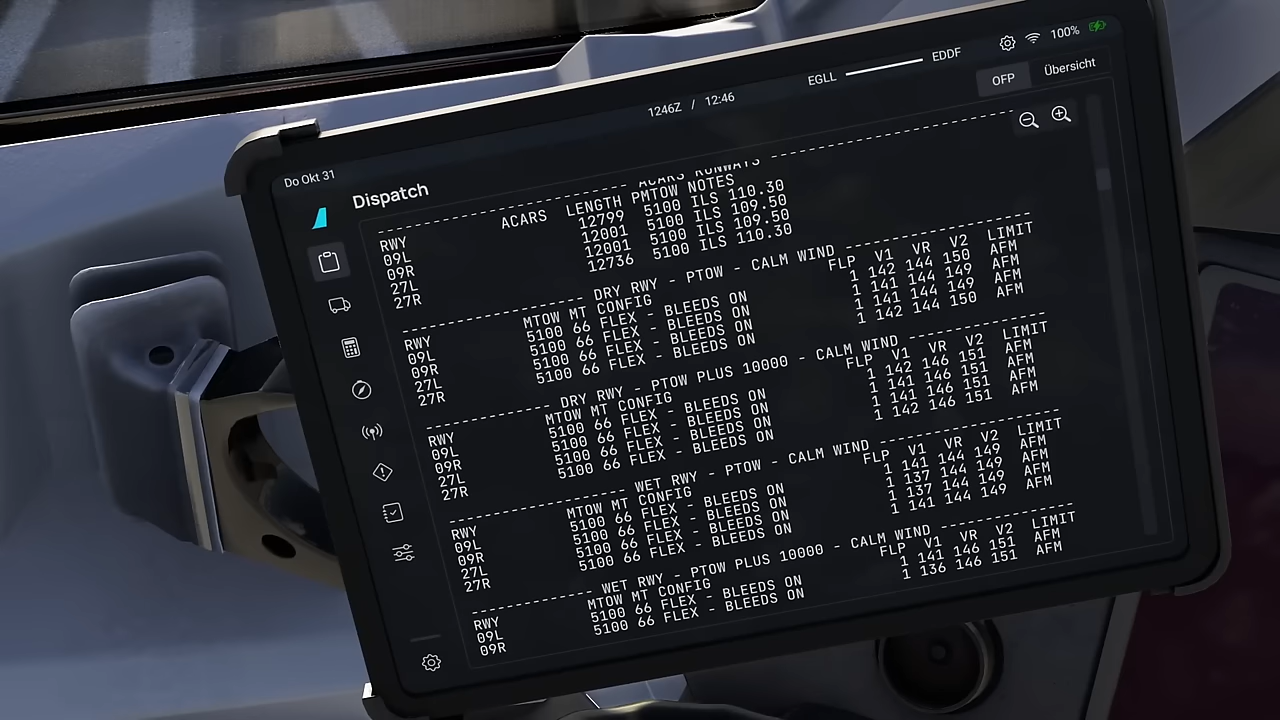 EGLL EDDF 100%
1246Z / 12:46
OFP Übersicht
Do Okt 31
Dispatch
---------------------------- ACARS RUNWAYS ---------------------------
RWY ACARS LENGTH PMTOW NOTES
09L 12799 5100 ILS 110.30
09R 12001 5100 ILS 109.50
27L 12001 5100 ILS 109.50
27R 12736 5100 ILS 110.30
-------------------- DRY RWY - PTOW - CALM WIND --------------------
RWY MTOW MT CONFIG FLP V1 VR V2 LIMIT
09L 5100 66 FLEX - BLEEDS ON 1 142 144 150 AFM
09R 5100 66 FLEX - BLEEDS ON 1 141 144 149 AFM
27L 5100 66 FLEX - BLEEDS ON 1 141 144 149 AFM
27R 5100 66 FLEX - BLEEDS ON 1 142 144 150 AFM
-------------- DRY RWY - PTOW PLUS 10000 - CALM WIND --------------
RWY MTOW MT CONFIG FLP V1 VR V2 LIMIT
09L 5100 66 FLEX - BLEEDS ON 1 142 146 151 AFM
09R 5100 66 FLEX - BLEEDS ON 1 141 146 151 AFM
27L 5100 66 FLEX - BLEEDS ON 1 141 146 151 AFM
27R 5100 66 FLEX - BLEEDS ON 1 142 146 151 AFM
-------------------- WET RWY - PTOW - CALM WIND --------------------
RWY MTOW MT CONFIG FLP V1 VR V2 LIMIT
09L 5100 66 FLEX - BLEEDS ON 1 141 144 149 AFM
09R 5100 66 FLEX - BLEEDS ON 1 137 144 149 AFM
27L 5100 66 FLEX - BLEEDS ON 1 137 144 149 AFM
27R 5100 66 FLEX - BLEEDS ON 1 141 144 149 AFM
-------------- WET RWY - PTOW PLUS 10000 - CALM WIND --------------
RWY MTOW MT CONFIG FLP V1 VR V2 LIMIT
09L 5100 66 FLEX - BLEEDS ON 1 141 146 151 AFM
09R 5100 66 FLEX - BLEEDS ON 1 136 146 151 AFM